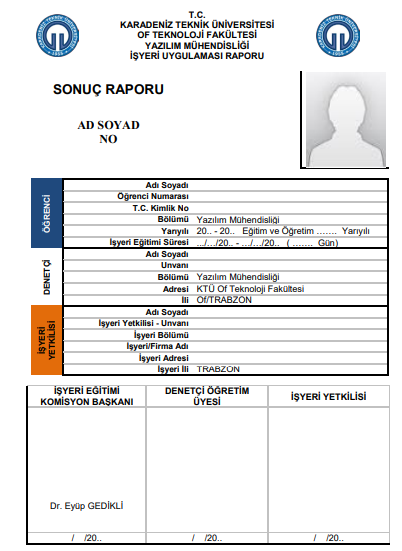 T.C.
KARADENİZ TEKNİK ÜNİVERSİTESİ
OF TEKNOLOJİ FAKÜLTESİ
YAZILIM MÜHENDİSLİĞİ
İŞYERİ UYGULAMASI RAPORU
SONUÇ RAPORU
AD SOYAD
NO
ÖĞRENCİ
Adı Soyadı
Öğrenci Numarası
T.C. Kimlik No
Bölümü Yazılım Mühendisliği
Yarıyılı 20.. - 20.. Eğitim ve Öğretim ....... Yarıyılı
İşyeri Eğitimi Süresi .../.../20.. - .../.../20.. ( ....... Gün)
DENETÇİ
Adı Soyadı
Unvanı
Bölümü Yazılım Mühendisliği
Adresi KTÜ Of Teknoloji Fakültesi
İli Of/TRABZON
İŞYERİ YETKİLİSİ
Adı Soyadı
İşyeri Yetkilisi - Unvanı
İşyeri Bölümü
İşyeri/Firma Adı
İşyeri Adresi
İşyeri İli TRABZON
İŞYERİ EĞİTİMİ KOMİSYON BAŞKANI
DENETÇİ ÖĞRETİM ÜYESİ
İŞYERİ YETKİLİSİ
Dr. Eyüp GEDİKLİ
/ /20..
/ /20..
/ /20..